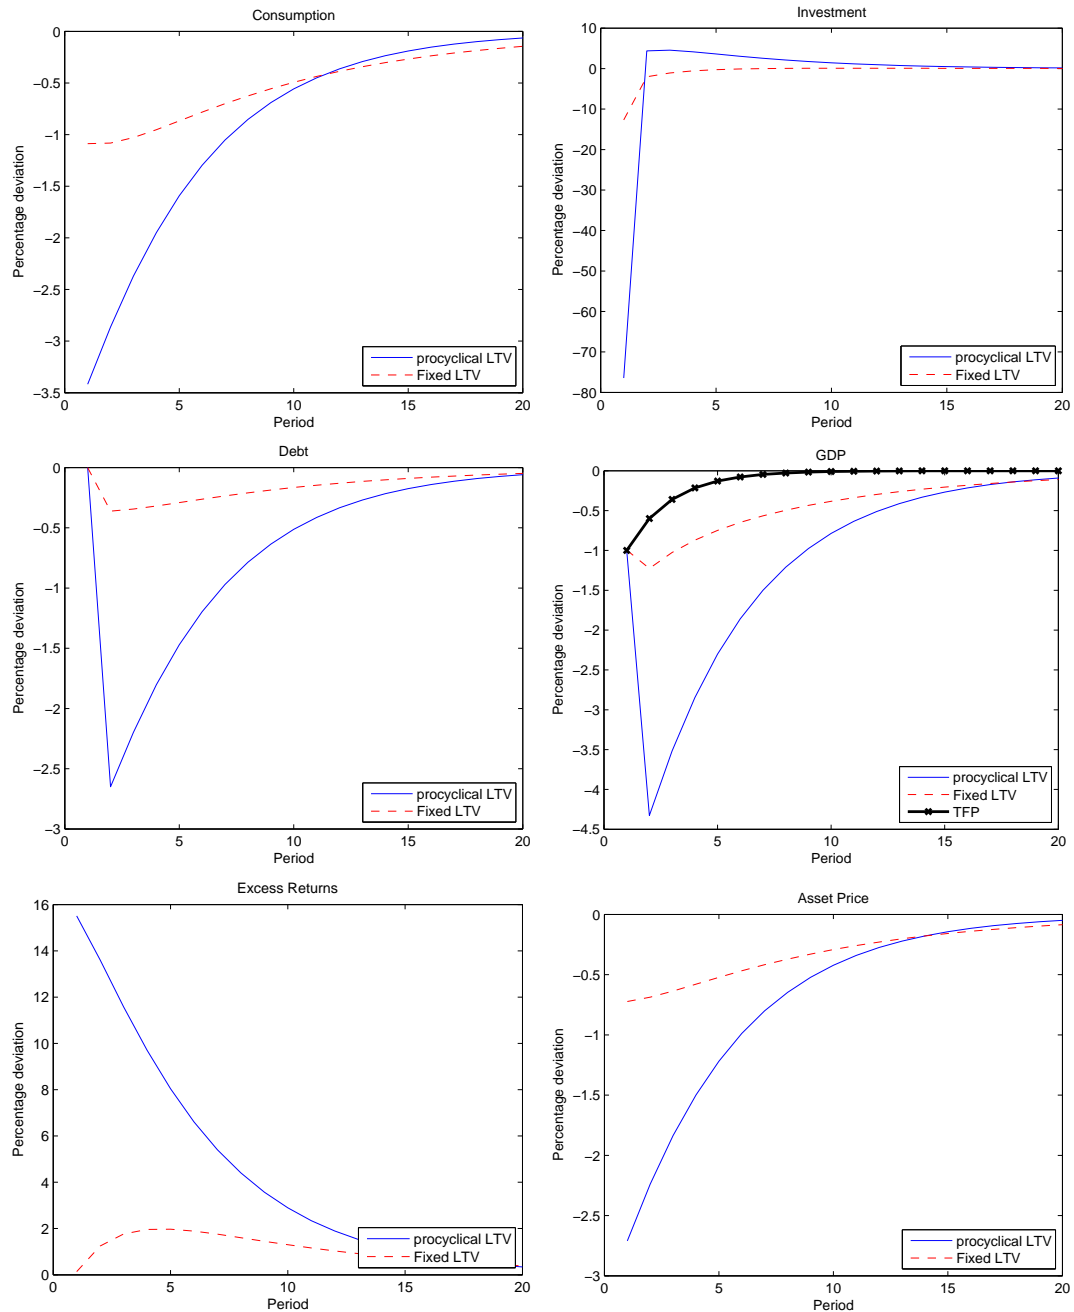 Consumption
Percentage deviation
0
−0.5
−1
−1.5
−2
−2.5
−3
−3.5
0 5 10 15 20
Period
procyclical LTV
Fixed LTV
Investment
Percentage deviation
10
0
−10
−20
−30
−40
−50
−60
−70
−80
0 5 10 15 20
Period
procyclical LTV
Fixed LTV
Debt
Percentage deviation
0
−0.5
−1
−1.5
−2
−2.5
−3
0 5 10 15 20
Period
procyclical LTV
Fixed LTV
GDP
Percentage deviation
0
−0.5
−1
−1.5
−2
−2.5
−3
−3.5
−4
−4.5
0 5 10 15 20
Period
procyclical LTV
Fixed LTV
TFP
Excess Returns
Percentage deviation
16
14
12
10
8
6
4
2
0
0 5 10 15 20
Period
procyclical LTV
Fixed LTV
Asset Price
Percentage deviation
0
−0.5
−1
−1.5
−2
−2.5
−3
0 5 10 15 20
Period
procyclical LTV
Fixed LTV